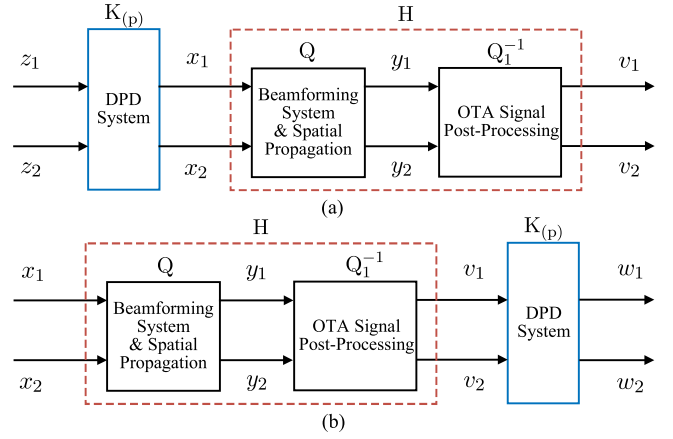 K(p)
H
z1
x1
Q
y1
Q1^-1
v1
DPD
System
Beamforming
System
& Spatial
Propagation
OTA Signal
Post-Processing
z2
x2
y2
v2
(a)
H
K(p)
x1
Q
y1
Q1^-1
v1
w1
Beamforming
System
& Spatial
Propagation
OTA Signal
Post-Processing
DPD
System
x2
y2
v2
w2
(b)